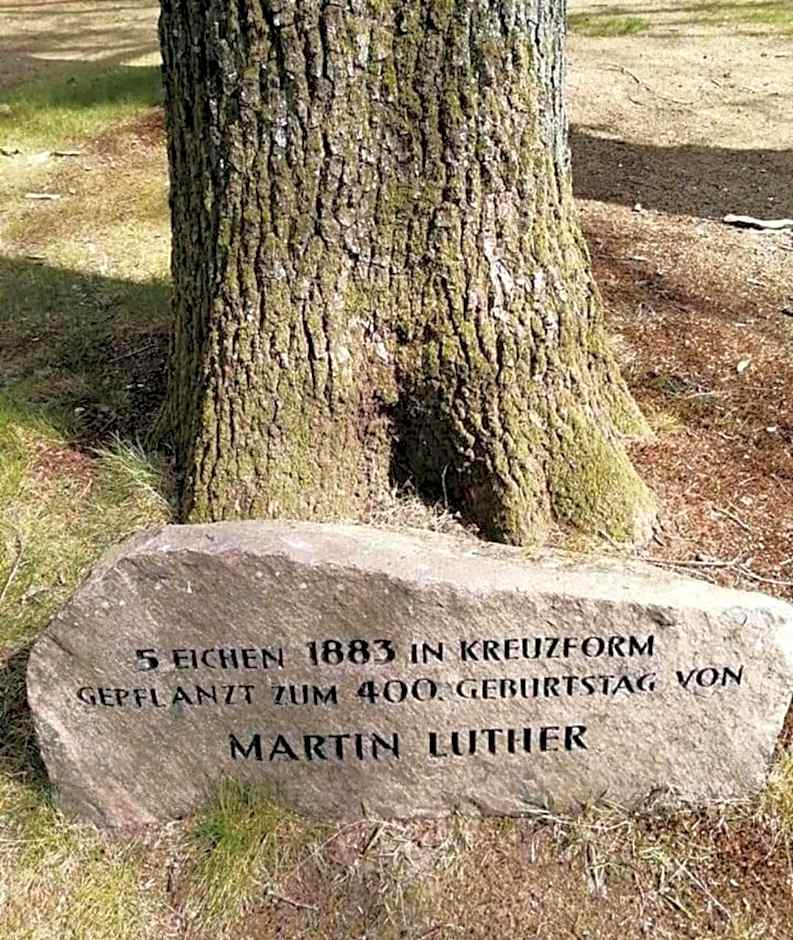 5 EICHEN 1883 IN KREUZFORM
GEPFLANZT ZUM 400. GEBURTSTAG VON
MARTIN LUTHER